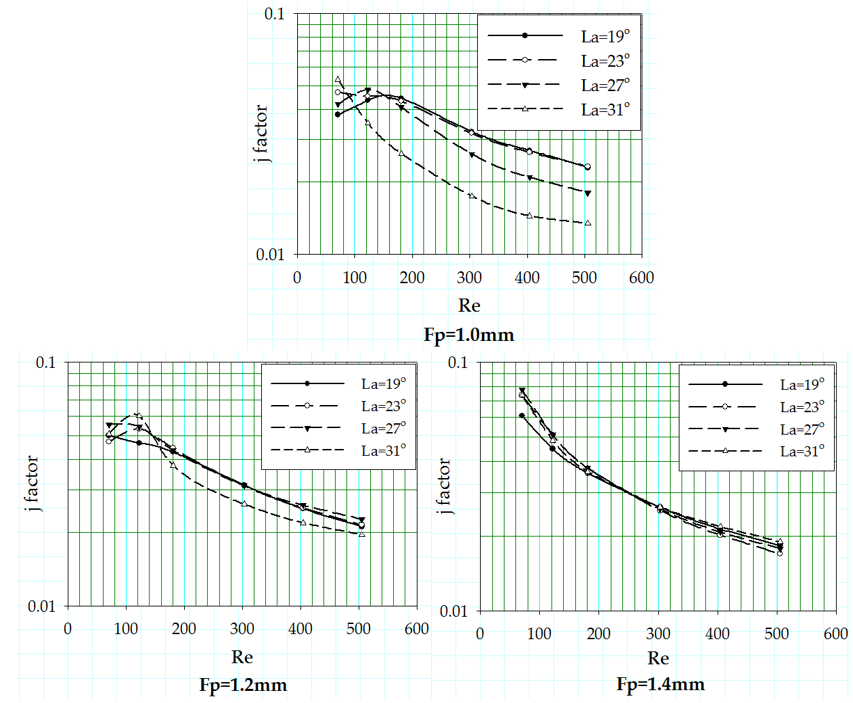 0.1
La=19°
La=23°
La=27°
La=31°
j factor
0.01
0 100 200 300 400 500 600
Re
Fp=1.0mm
0.1
La=19°
La=23°
La=27°
La=31°
j factor
0.01
0 100 200 300 400 500 600
Re
Fp=1.2mm
0.1
La=19°
La=23°
La=27°
La=31°
j factor
0.01
0 100 200 300 400 500 600
Re
Fp=1.4mm